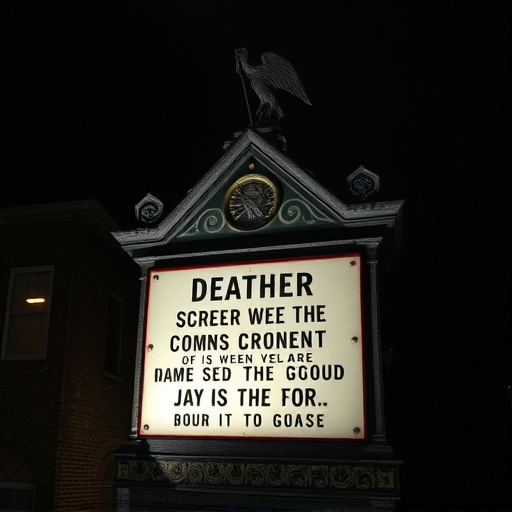 DEATHER
SCREER WEE THE
COMNS CRONENT
OF IS WEEN YEL ARE
DAME SED THE GGOUD
JAY IS THE FOR..
BOUR IT TO GOASE